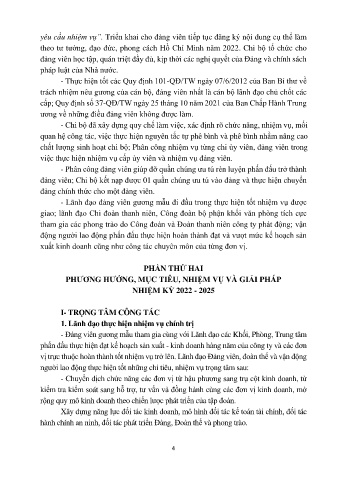 yêu cầu nhiệm vụ". Triển khai cho đảng viên tiếp tục đăng ký nội dung cụ thể làm
theo tư tưởng, đạo đức, phong cách Hồ Chí Minh năm 2022. Chi bộ tổ chức cho
đảng viên học tập, quán triệt đầy đủ, kịp thời các nghị quyết của Đảng và chính sách
pháp luật của Nhà nước.
- Thực hiện tốt các Quy định 101-QĐ/TW ngày 07/6/2012 của Ban Bí thư về
trách nhiệm nêu gương của cán bộ, đảng viên nhất là cán bộ lãnh đạo chủ chốt các
cấp; Quy định số 37-QĐ/TW ngày 25 tháng 10 năm 2021 của Ban Chấp Hành Trung
ương về những điều đảng viên không được làm.
- Chi bộ đã xây dựng quy chế làm việc, xác định rõ chức năng, nhiệm vụ, mối
quan hệ công tác, việc thực hiện nguyên tắc tự phê bình và phê bình nhằm nâng cao
chất lượng sinh hoạt chi bộ; Phân công nhiệm vụ từng chi ủy viên, đảng viên trong
việc thực hiện nhiệm vụ cấp ủy viên và nhiệm vụ đảng viên.
- Phân công đảng viên giúp đỡ quần chúng ưu tú rèn luyện phấn đấu trở thành
đảng viên; Chi bộ kết nạp được 01 quần chúng ưu tú vào đảng và thực hiện chuyển
đảng chính thức cho một đảng viên.
- Lãnh đạo đảng viên gương mẫu đi đầu trong thực hiện tốt nhiệm vụ được
giao; lãnh đạo Chi đoàn thanh niên, Công đoàn bộ phận khối văn phòng tích cực
tham gia các phong trào do Công đoàn và Đoàn thanh niên công ty phát động; vận
động người lao động phấn đấu thực hiện hoàn thành đạt và vượt mức kế hoạch sản
xuất kinh doanh cũng như công tác chuyên môn của từng đơn vị.
PHẦN THỨ HAI
PHƯƠNG HƯỚNG, MỤC TIÊU, NHIỆM VỤ VÀ GIẢI PHÁP
NHIỆM KỲ 2022 - 2025
I- TRỌNG TÂM CÔNG TÁC
1. Lãnh đạo thực hiện nhiệm vụ chính trị
- Đảng viên gương mẫu tham gia cùng với Lãnh đạo các Khối, Phòng, Trung tâm
phấn đấu thực hiện đạt kế hoạch sản xuất - kinh doanh hàng năm của công ty và các đơn
vị trực thuộc hoàn thành tốt nhiệm vụ trở lên. Lãnh đạo Đảng viên, đoàn thể và vận động
người lao động thực hiện tốt những chỉ tiêu, nhiệm vụ trọng tâm sau:
- Chuyển dịch chức năng các đơn vị từ hậu phương sang trụ cột kinh doanh, từ
kiểm tra kiểm soát sang hỗ trợ, tư vấn và đồng hành cùng các đơn vị kinh doanh, mở
rộng quy mô kinh doanh theo chiến lược phát triển của tập đoàn.
Xây dựng năng lực đối tác kinh doanh, mô hình đối tác kế toán tài chính, đối tác
hành chính an ninh, đối tác phát triển Đảng, Đoàn thể và phong trào.
4